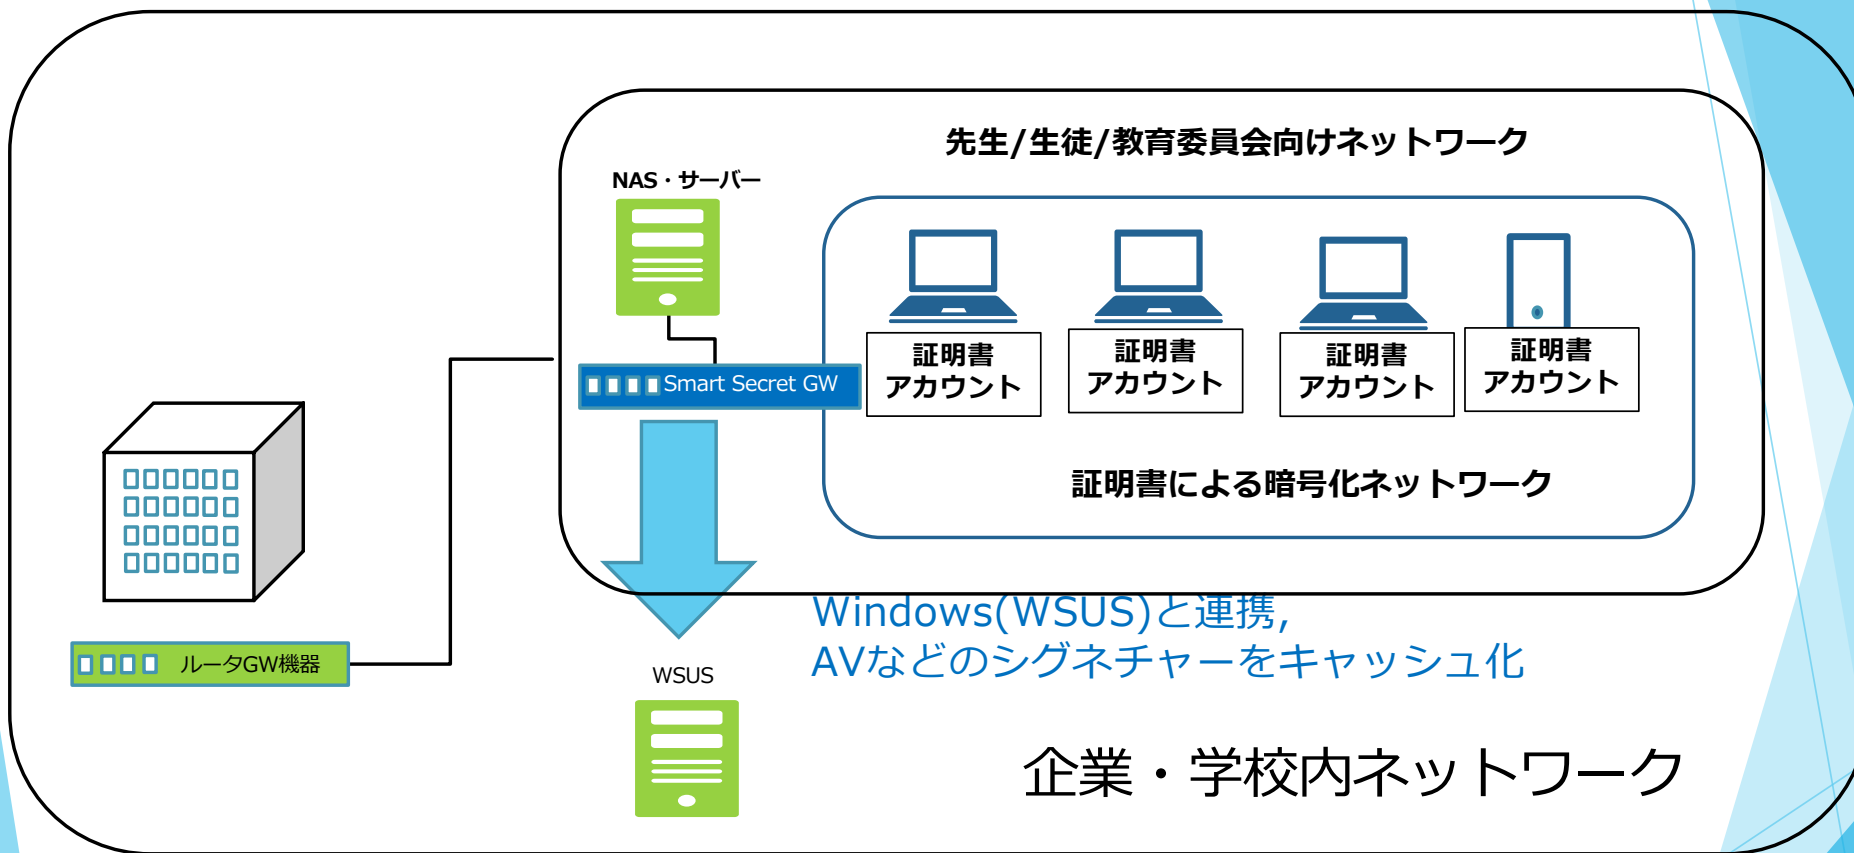 先生/生徒/教育委員会向けネットワーク
NAS・サーバー
Smart Secret GW
証明書
アカウント
証明書
アカウント
証明書
アカウント
証明書
アカウント
証明書による暗号化ネットワーク
Windows(WSUS)と連携,
AVなどのシグネチャーをキャッシュ化
ルータGW機器
WSUS
企業・学校内ネットワーク